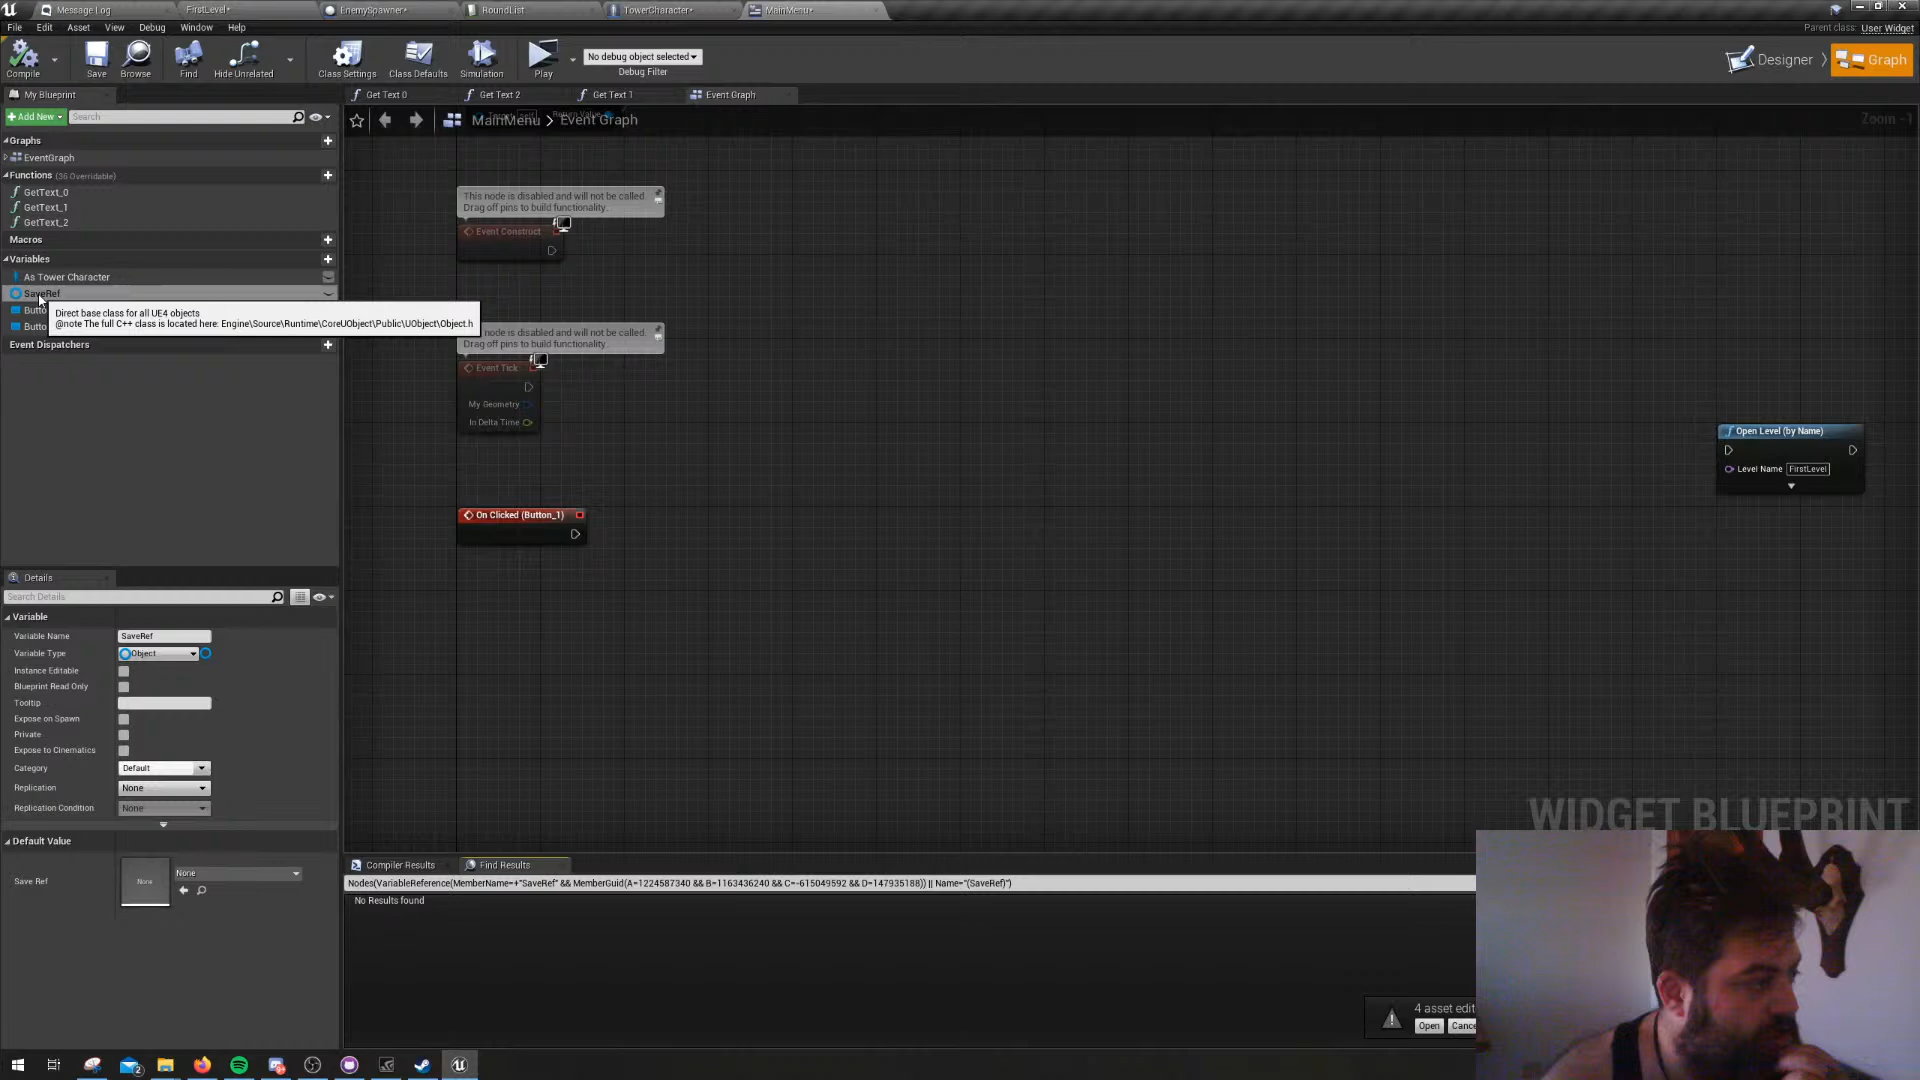 Message Log
FirstLevel•
EnemySpawner•
RoundList
TowerCharacter•
MainMenu•
File Edit Asset View Debug Window Help
Parent class: User Widget
Compile
Save
Browse
Find
Hide Unrelated
Class Settings
Class Defaults
Simulation
Play
No debug object selected
Debug Filter
Designer
Graph
My Blueprint
Get Text 0
Get Text 2
Get Text 1
Event Graph
+Add New
Search
MainMenu > Event Graph
Zoom -1
Graphs
EventGraph
Functions (36 Overridable)
GetText_0
GetText_1
GetText_2
Macros
Variables
As Tower Character
SaveRef
Butto
Butto
Direct base class for all UE4 objects
@note The full C++ class is located here: Engine\Source\Runtime\CoreUObject\Public\UObject\Object.h
Event Dispatchers
This node is disabled and will not be called.
Drag off pins to build functionality.
Event Construct
node is disabled and will not be called.
Drag off pins to build functionality.
Event Tick
My Geometry
In Delta Time
Open Level (by Name)
Level Name FirstLevel
On Clicked (Button_1)
Details
Search Details
Variable
Variable Name SaveRef
Variable Type Object
Instance Editable
Blueprint Read Only
Tooltip
Expose on Spawn
Private
Expose to Cinematics
Category Default
Replication None
Replication Condition None
Default Value
Save Ref None None
WIDGET BLUEPRINT
Compiler Results
Find Results
Nodes(VariableReference(MemberName=+"SaveRef" && MemberGuid(A=1224587340 && B=1163436240 && C=-615049592 && D=147935188)) || Name="(SaveRef)")
No Results found
4 asset edit
Open
Cance
2